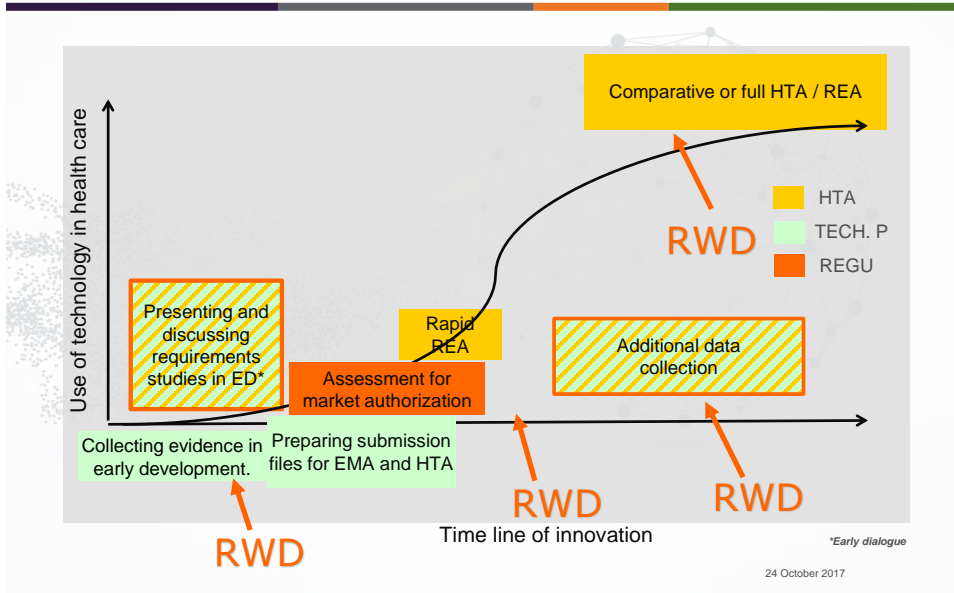 Comparative or full HTA / REA
Use of technology in health care
HTA
TECH. P
REGU
RWD
Presenting and
discussing
requirements
studies in ED*
Rapid
REA
Additional data
collection
Assessment for
market authorization
Collecting evidence in
early development.
Preparing submission
files for EMA and HTA
RWD
RWD
RWD
Time line of innovation
*Early dialogue
24 October 2017